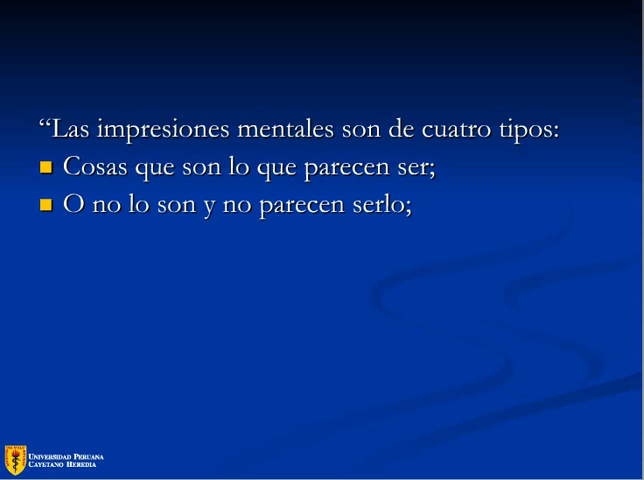 “Las impresiones mentales son de cuatro tipos:
Cosas que son lo que parecen ser;
O no lo son y no parecen serlo;
UNIVERSIDAD PERUANA
CAYETANO HEREDIA